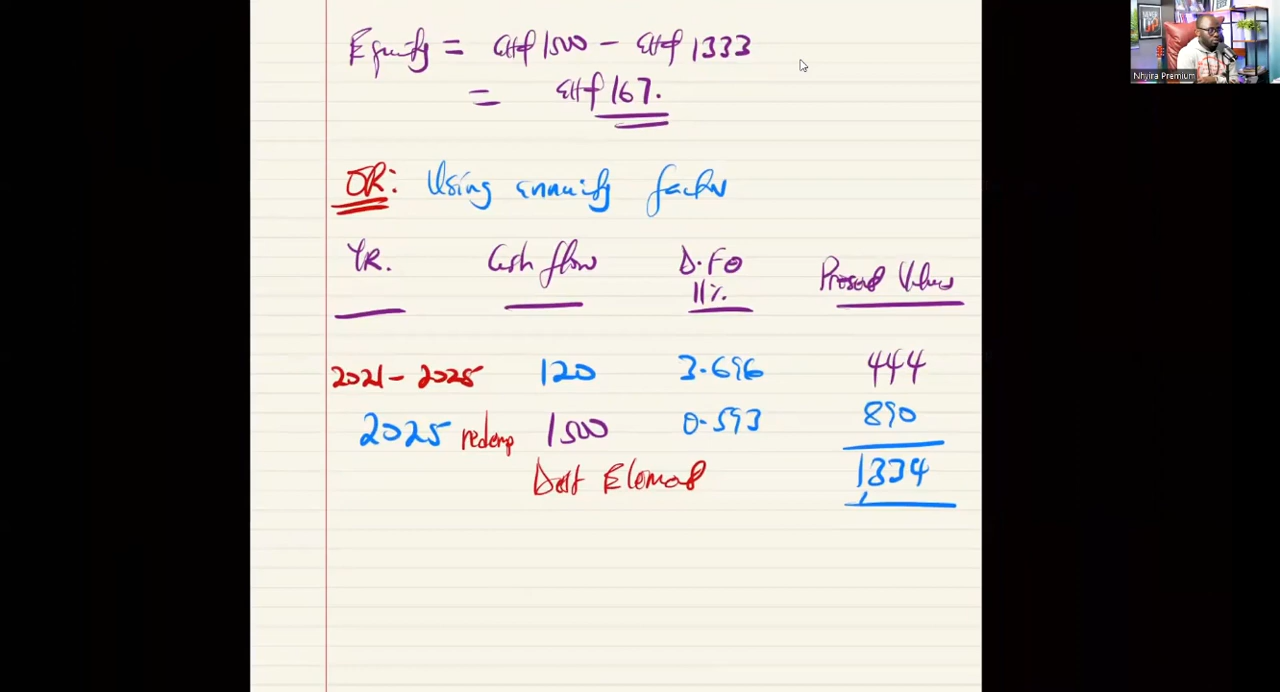 Equity = GH₵ 1500 - GH₵ 1333
= GH₵ 167.
OR: Using annuity factor
YR. Cash flow D.F@ 11% Present Value
2021 - 2025 120 3.696 444
2025 redemp 1500 0.593 890
Debt Element 1334
Nhyira Premium